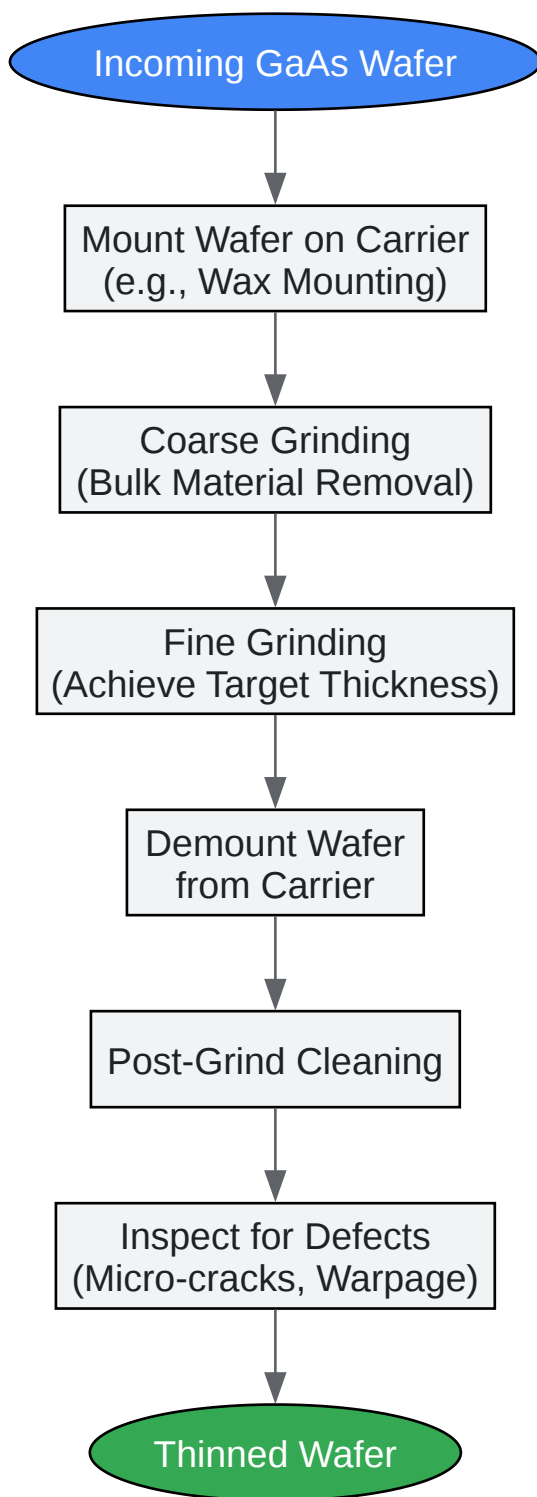 Incoming GaAs Wafer
Mount Wafer on Carrier
(e.g., Wax Mounting)
Coarse Grinding
(Bulk Material Removal)
Fine Grinding
(Achieve Target Thickness)
Demount Wafer
from Carrier
Post-Grind Cleaning
Inspect for Defects
(Micro-cracks, Warpage)
Thinned Wafer